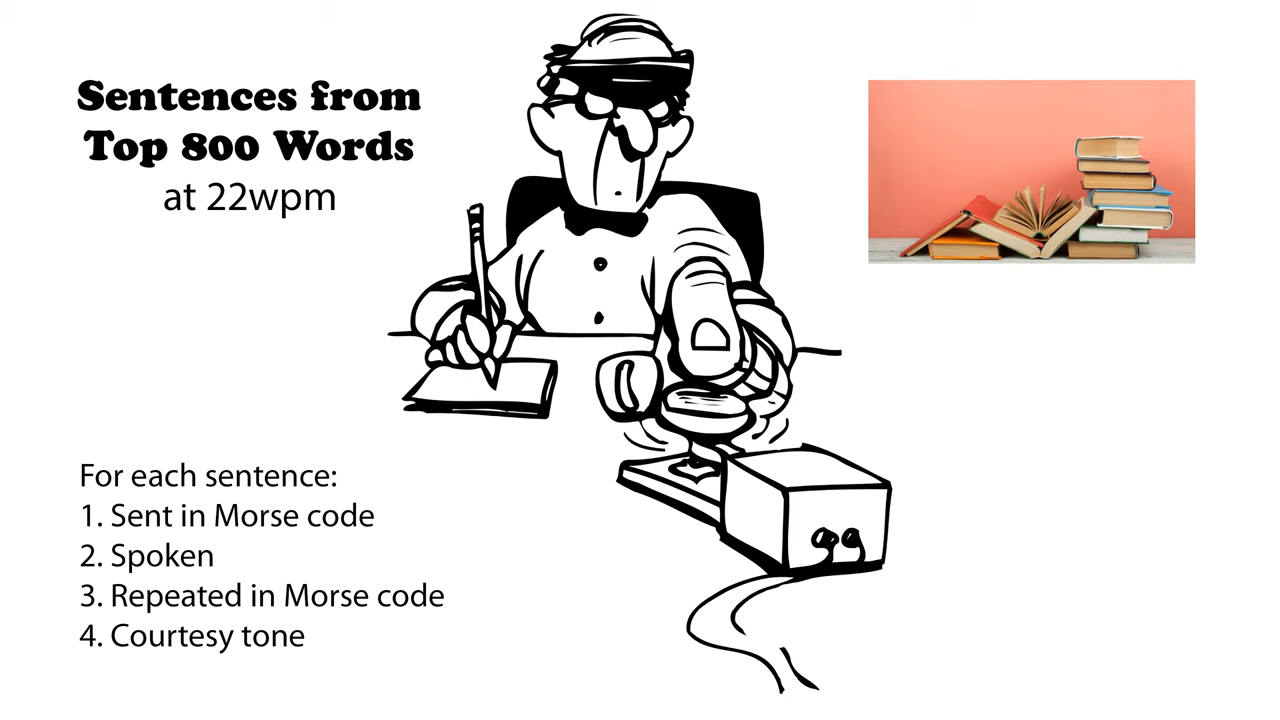 Sentences from
Top 800 Words
at 22wpm
For each sentence:
1. Sent in Morse code
2. Spoken
3. Repeated in Morse code
4. Courtesy tone